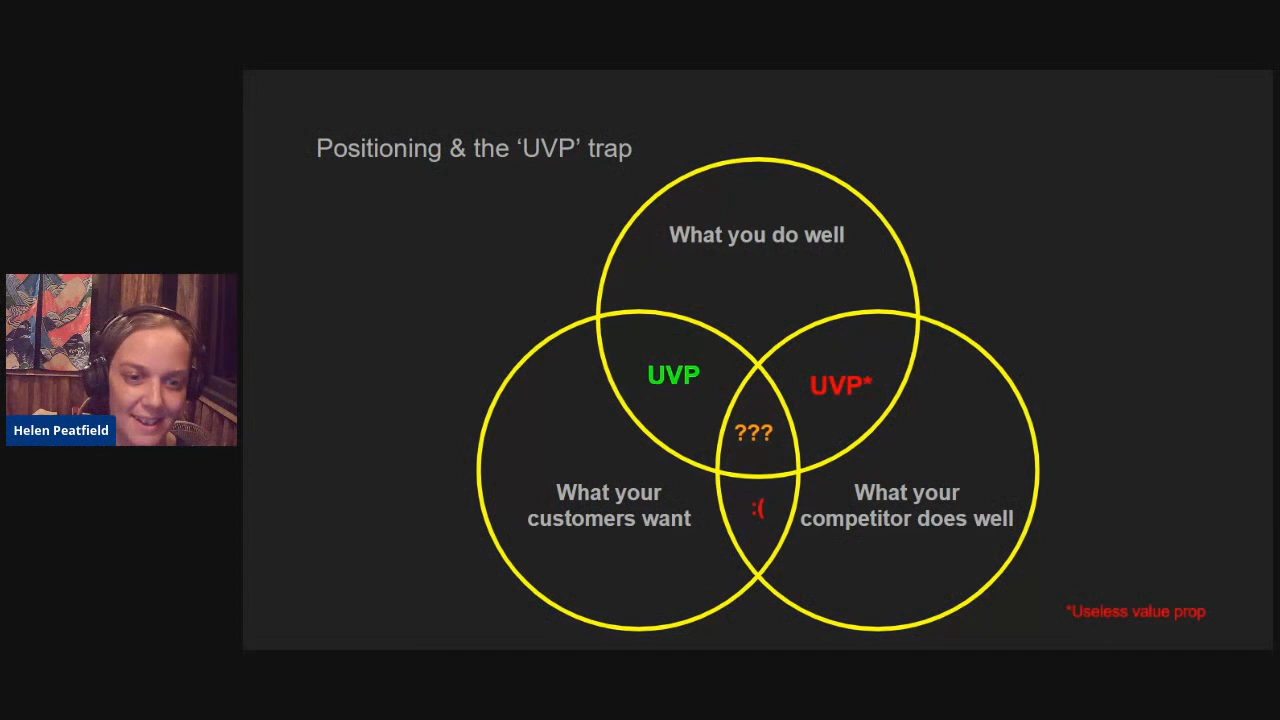 Positioning & the ‘UVP’ trap
What you do well
UVP
UVP*
???
What your
customers want
:(
What your
competitor does well
*Useless value prop
Helen Peatfield